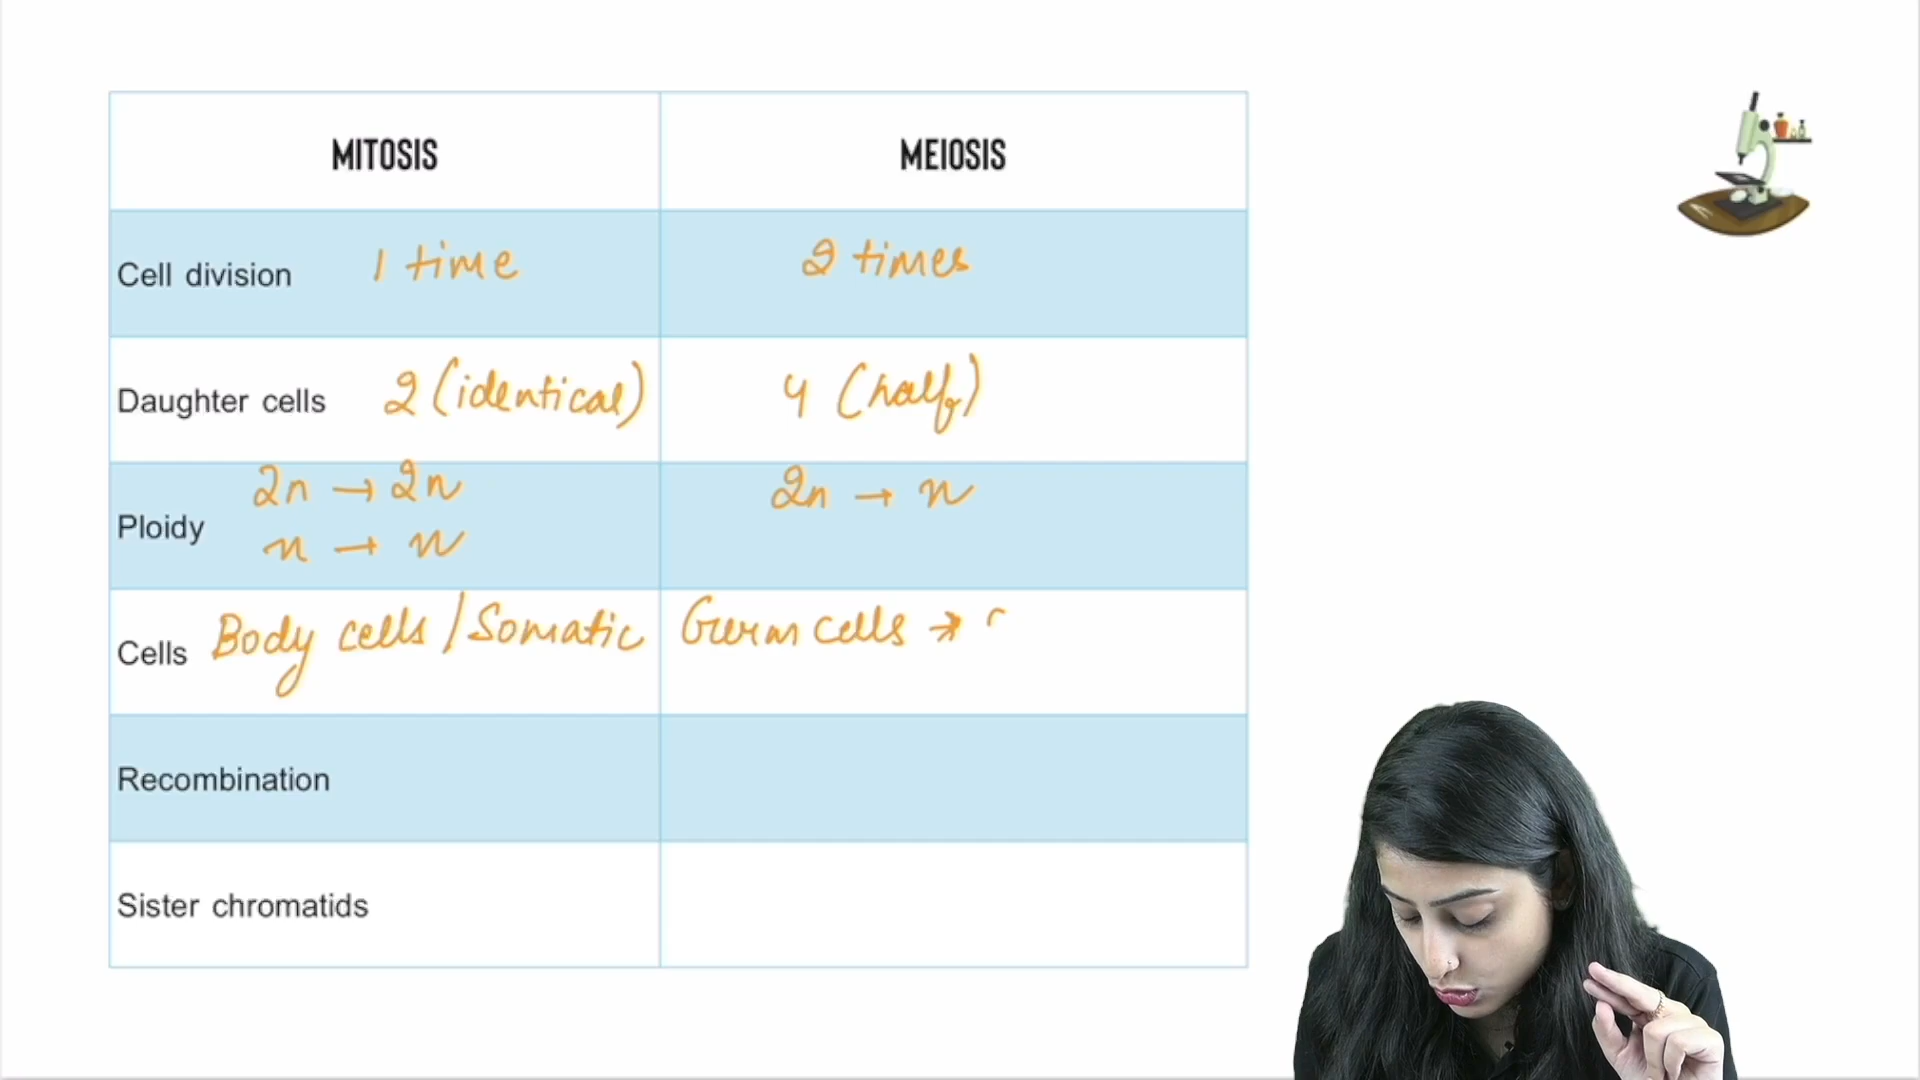 MITOSIS MEIOSIS
Cell division 1 time 2 times
Daughter cells 2 (identical) 4 (half)
2n → 2n 2n → n
Ploidy
n → n
Cells Body cells / Somatic Germ cells →
Recombination
Sister chromatids